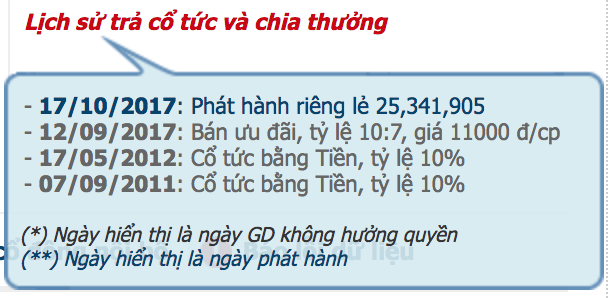 Lịch sử trả cổ tức và chia thưởng
- 17/10/2017: Phát hành riêng lẻ 25,341,905
- 12/09/2017: Bán ưu đãi, tỷ lệ 10:7, giá 11000 đ/cp
- 17/05/2012: Cổ tức bằng Tiền, tỷ lệ 10%
- 07/09/2011: Cổ tức bằng Tiền, tỷ lệ 10%
(*) Ngày hiển thị là ngày GD không hưởng quyền
(**) Ngày hiển thị là ngày phát hành